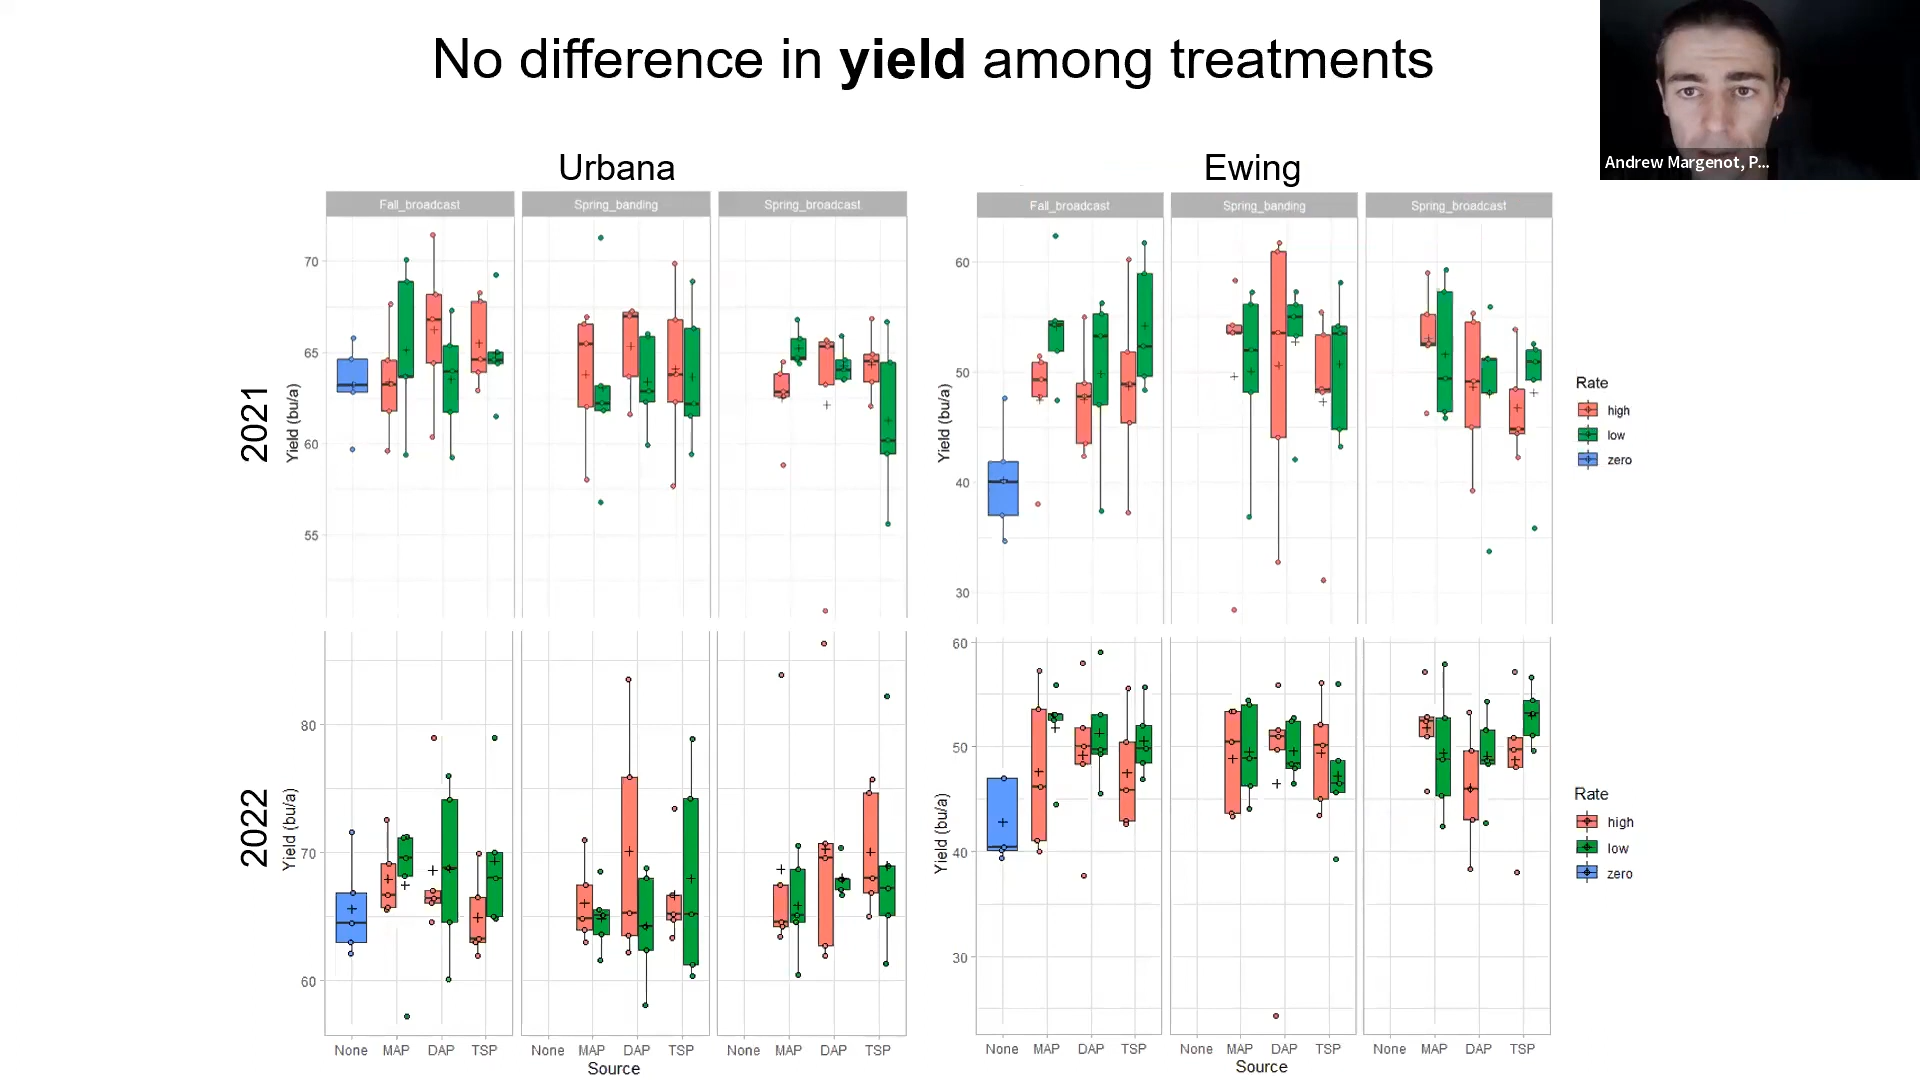 No difference in yield among treatments
Andrew Margenot, P...
Urbana
Ewing
Fall_broadcast
Spring_banding
Spring_broadcast
Fall_broadcast
Spring_banding
Spring_broadcast
2021
Yield (bu/a)
70
65
60
55
Yield (bu/a)
60
50
40
30
Rate
high
low
zero
2022
Yield (bu/a)
80
70
60
Yield (bu/a)
60
50
40
30
Rate
high
low
zero
None MAP DAP TSP
None MAP DAP TSP
None MAP DAP TSP
Source
None MAP DAP TSP
None MAP DAP TSP
None MAP DAP TSP
Source